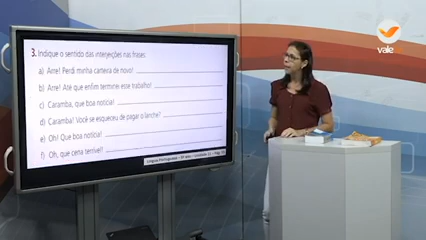 3. Indique o sentido das interjeições nas frases.
a) Arre! Perdi minha carteira de novo!
b) Arre! Até que enfim terminei esse trabalho!
c) Caramba, que boa notícia!
d) Caramba! Você se esqueceu de pagar o lanche?
e) Oh! Que boa notícia!
f) Oh, que cena terrível!
Língua Portuguesa
vale